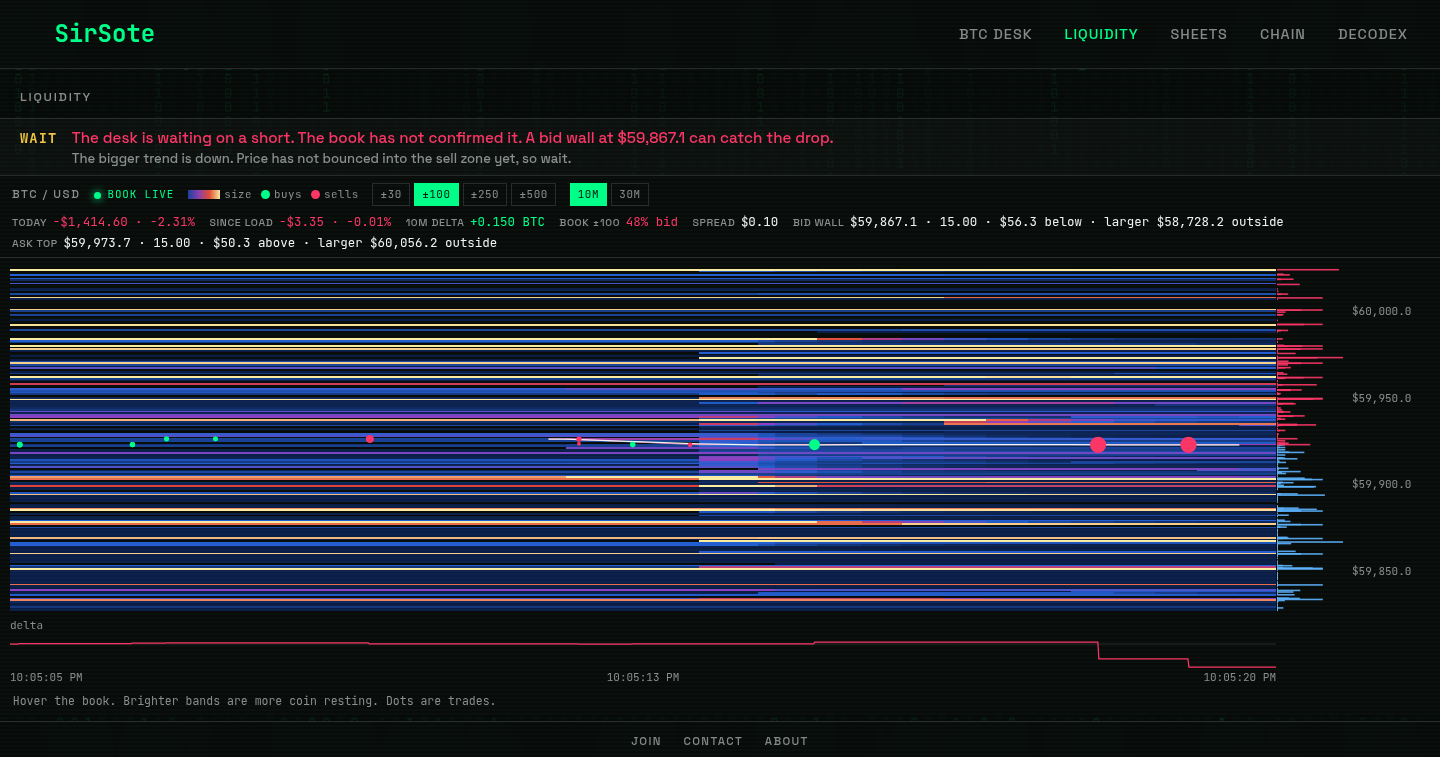 SirSote
BTC DESK LIQUIDITY SHEETS CHAIN DECODEX
LIQUIDITY
WAIT The desk is waiting on a short. The book has not confirmed it. A bid wall at $59,867.1 can catch the drop.
The bigger trend is down. Price has not bounced into the sell zone yet, so wait.
BTC / USD BOOK LIVE size buys sells ±30 ±100 ±250 ±500 10M 30M
TODAY -$1,414.60 · -2.31% SINCE LOAD -$3.35 · -0.01% 10M DELTA +0.150 BTC BOOK ±100 48% bid SPREAD $0.10 BID WALL $59,867.1 · 15.00 · $56.3 below · larger $58,728.2 outside
ASK TOP $59,973.7 · 15.00 · $50.3 above · larger $60,056.2 outside
$60,000.0
$59,950.0
$59,900.0
$59,850.0
delta
10:05:05 PM 10:05:13 PM 10:05:20 PM
Hover the book. Brighter bands are more coin resting. Dots are trades.
JOIN CONTACT ABOUT